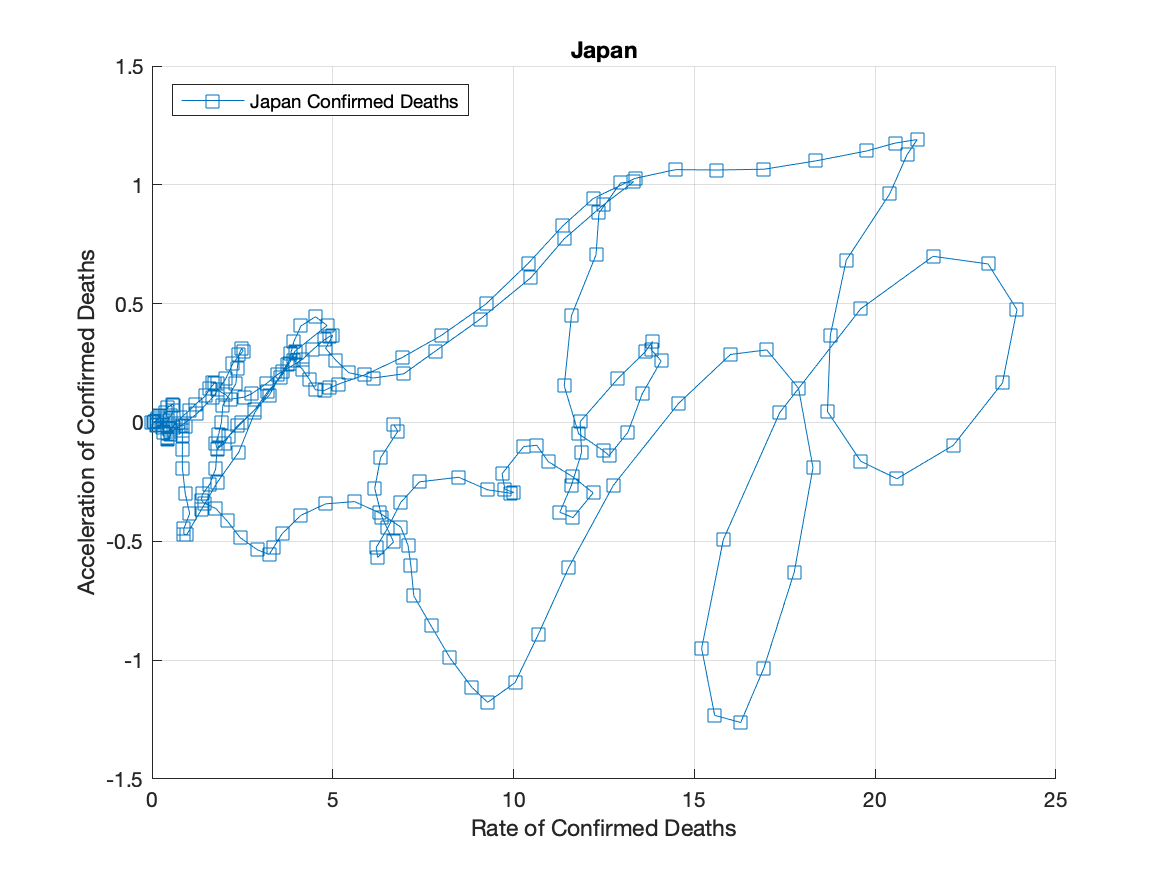 Japan
1.5
Japan Confirmed Deaths
1
0.5
0
-0.5
-1
-1.5
Acceleration of Confirmed Deaths
0 5 10 15 20 25
Rate of Confirmed Deaths